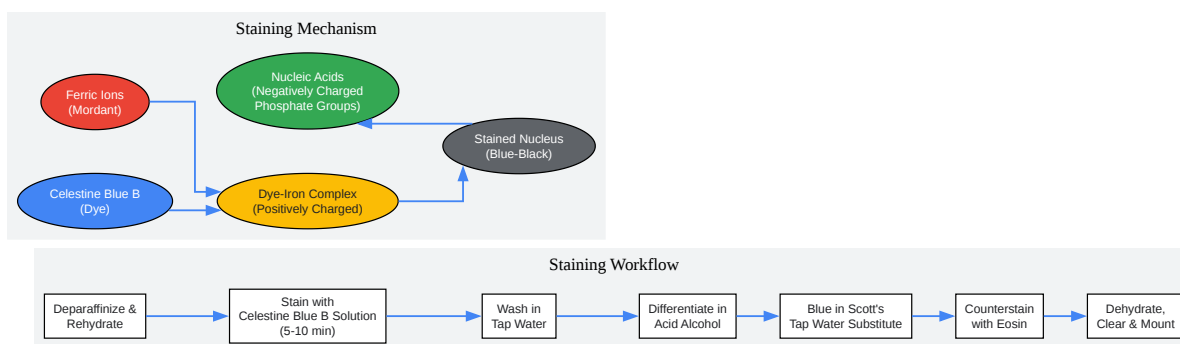 Staining Mechanism
Nucleic Acids
(Negatively Charged
Phosphate Groups)
Ferric Ions
(Mordant)
Stained Nucleus
(Blue-Black)
Celestine Blue B
(Dye)
Dye-Iron Complex
(Positively Charged)
Staining Workflow
Deparaffinize &
Rehydrate
Stain with
Celestine Blue B Solution
(5-10 min)
Wash in
Tap Water
Differentiate in
Acid Alcohol
Blue in Scott's
Tap Water Substitute
Counterstain
with Eosin
Dehydrate,
Clear & Mount